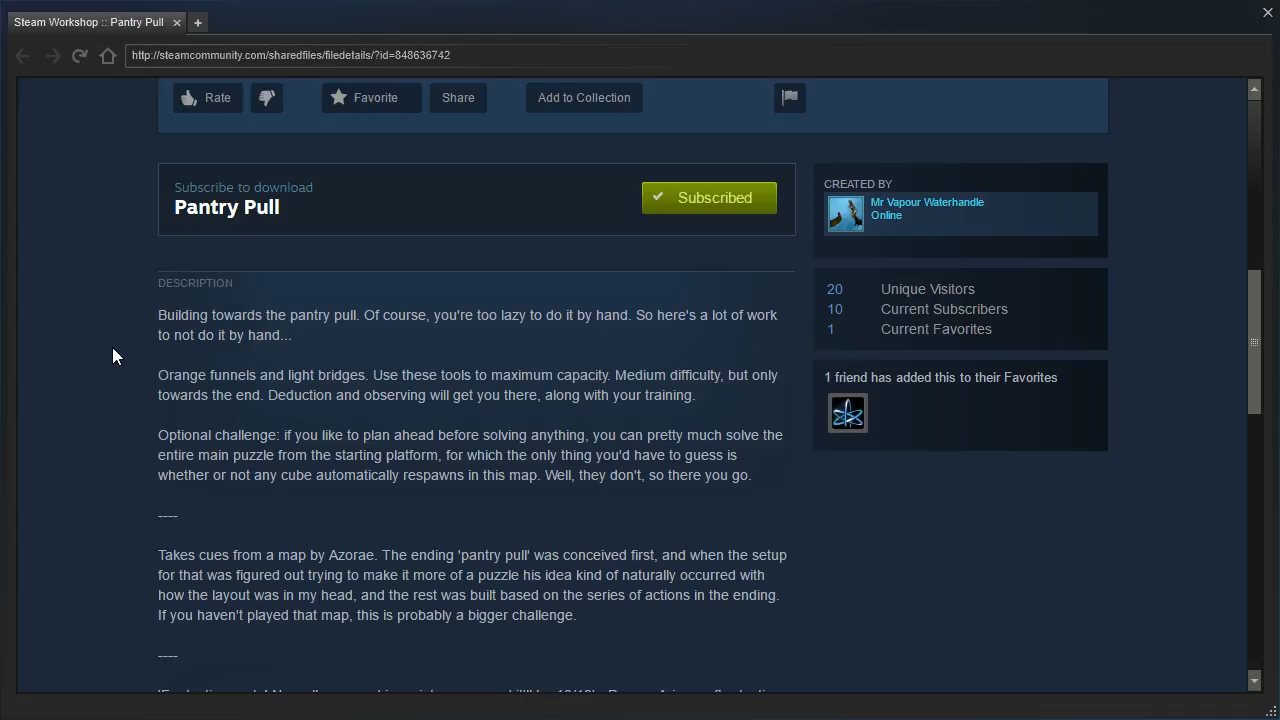 Steam Workshop :: Pantry Pull
http://steamcommunity.com/sharedfiles/filedetails/?id=848636742
Rate
Favorite
Share
Add to Collection
Subscribe to download
Pantry Pull
Subscribed
CREATED BY
Mr Vapour Waterhandle
Online
20 Unique Visitors
10 Current Subscribers
1 Current Favorites
1 friend has added this to their Favorites
DESCRIPTION
Building towards the pantry pull. Of course, you're too lazy to do it by hand. So here's a lot of work
to not do it by hand...
Orange funnels and light bridges. Use these tools to maximum capacity. Medium difficulty, but only
towards the end. Deduction and observing will get you there, along with your training.
Optional challenge: if you like to plan ahead before solving anything, you can pretty much solve the
entire main puzzle from the starting platform, for which the only thing you'd have to guess is
whether or not any cube automatically respawns in this map. Well, they don't, so there you go.
----
Takes cues from a map by Azorae. The ending 'pantry pull' was conceived first, and when the setup
for that was figured out trying to make it more of a puzzle his idea kind of naturally occurred with
how the layout was in my head, and the rest was built based on the series of actions in the ending.
If you haven't played that map, this is probably a bigger challenge.
----